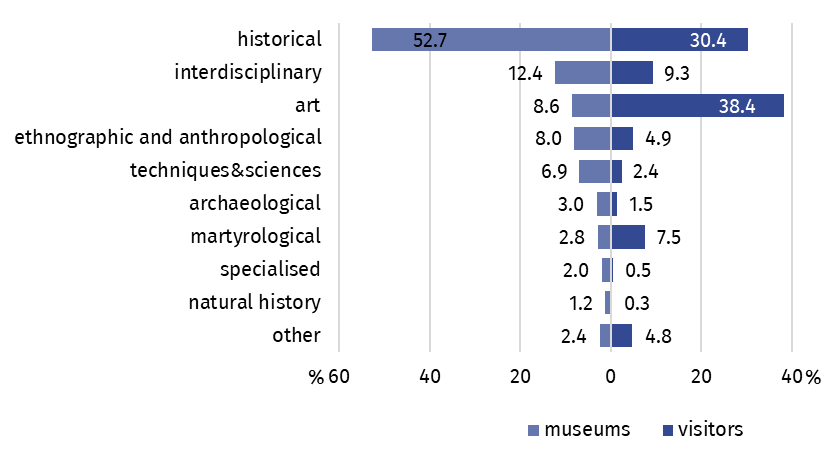 historical 52.7 30.4
interdisciplinary 12.4 9.3
art 8.6 38.4
ethnographic and anthropological 8.0 4.9
techniques&sciences 6.9 2.4
archaeological 3.0 1.5
martyrological 2.8 7.5
specialised 2.0 0.5
natural history 1.2 0.3
other 2.4 4.8
% 60 40 20 0 20 40 %
museums visitors